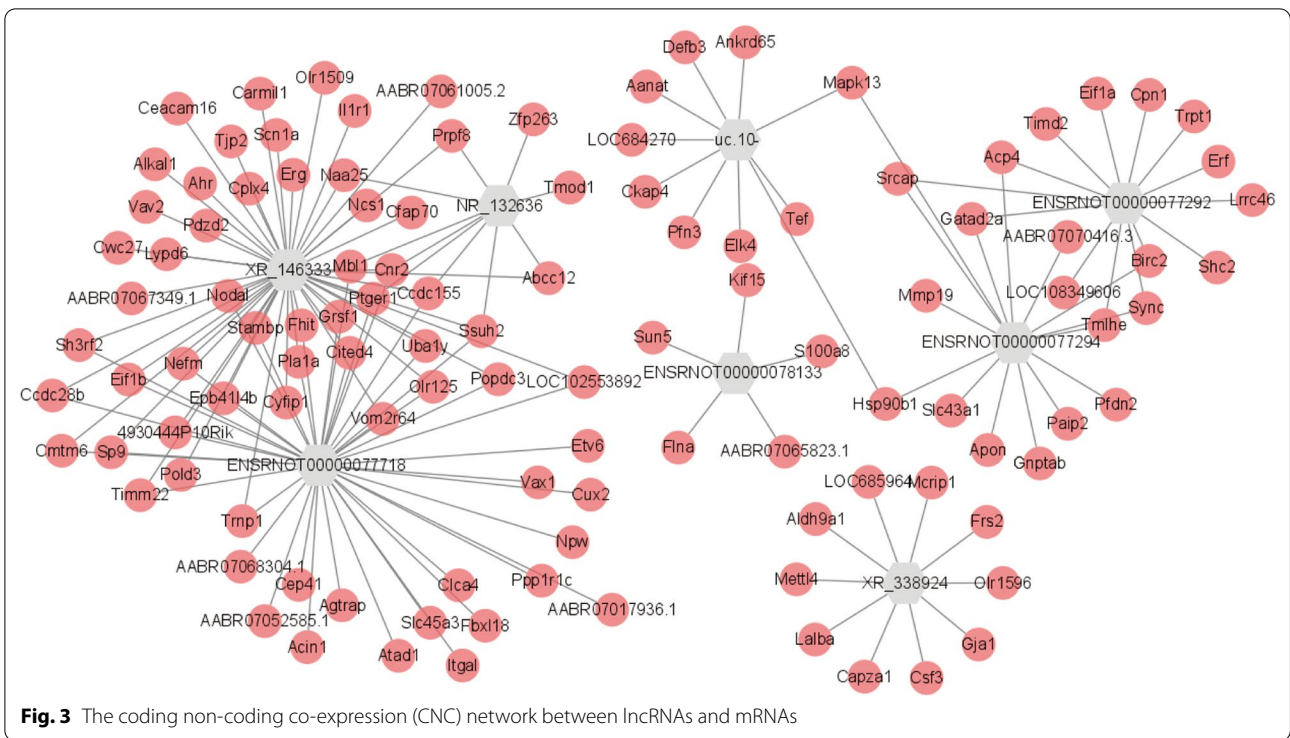 Defb3
Ankrd65
Olr1509
Mapk13
Aanat
Carmil1
AABR07061005.2
Eif1a
Cpn1
Ceacam16
Il1r1
Trpt1
Zfp263
Timd2
Scn1a
Prpf8
Tjp2
LOC684270
uc.10-
Acp4
Erf
Alkal1
Erg
Naa25
Srcap
Ahr
Cplx4
Tmod1
Ckap4
Lrrc46
Vav2
Ncs1
NR_132636
ENSRNOT00000077292
Cfap70
Tef
Gatad2a
Pdzd2
Pfn3
AABR07070416.3
Cwc27
Elk4
Lypd6
Birc2
Shc2
XR_146333
Mbl1
Cnr2
Abcc12
Kif15
AABR07067349.1
Nodal
Ptger1
Ccdc155
Mmp19
LOC108349606
Sync
Grsf1
Stambp
Fhit
Ssuh2
Tmlhe
Sh3rf2
Sun5
ENSRNOT00000077294
Uba1y
Cited4
S100a8
Nefm
Pla1a
ENSRNOT00000078133
Eif1b
Popdc3
LOC102553892
Olr125
Ccdc28b
Epb41l4b
Cyfip1
Hsp90b1
Slc43a1
Pfdn2
Vom2r64
Paip2
4930444P10Rik
Etv6
Flna
AABR07065823.1
Apon
Cmtm6
Sp9
Gnptab
ENSRNOT00000077718
Pold3
Vax1
LOC685964
Mcrip1
Timm22
Cux2
Trnp1
Aldh9a1
Frs2
Npw
AABR07068304.1
Cep41
Clca4
Ppp1r1c
Mettl4
XR_338924
Olr1596
Agtrap
AABR07017936.1
AABR07052585.1
Slc45a3
Fbxl18
Lalba
Gja1
Acin1
Atad1
Itgal
Capza1
Csf3
Fig. 3 The coding non-coding co-expression (CNC) network between lncRNAs and mRNAs